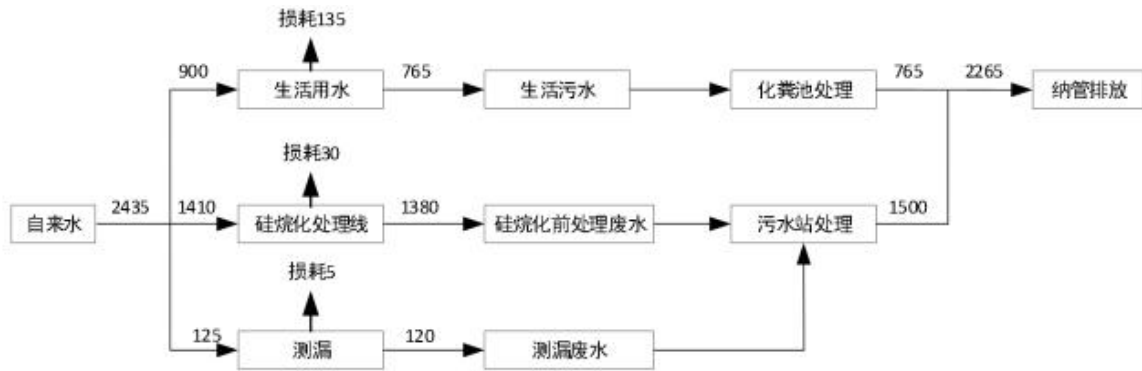 损耗135
900
生活用水
765
生活污水
化粪池处理
765
2265
纳管排放
损耗30
自来水
2435
1410
硅烷化处理线
1380
硅烷化前处理废水
污水站处理
1500
损耗5
125
测漏
120
测漏废水